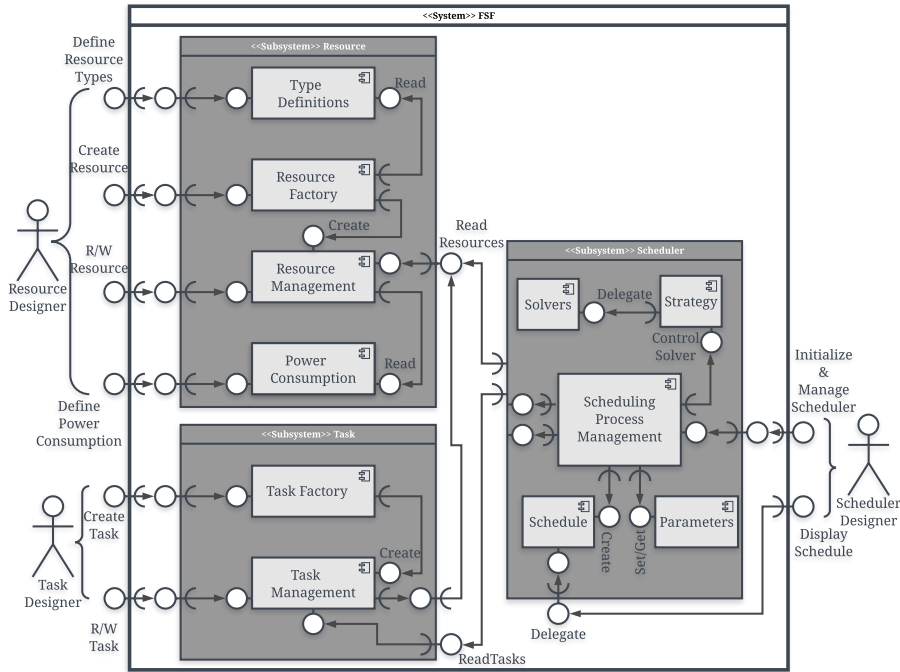 <<System>> FSF
<<Subsystem>> Resource
Define
Resource
Types
Type
Definitions
Read
Create
Resource
Resource
Factory
Create
R/W
Resource
Resource
Management
Read
Resources
Resource
Designer
Power
Consumption
Read
Define
Power
Consumption
<<Subsystem>> Scheduler
Solvers
Delegate
Strategy
Control
Solver
Scheduling
Process
Management
Initialize
&
Manage
Scheduler
Schedule
Create
Set/Get
Parameters
Scheduler
Designer
Display
Schedule
Delegate
<<Subsystem>> Task
Task Factory
Create
Task
Create
Task
Management
Task
Designer
R/W
Task
ReadTasks